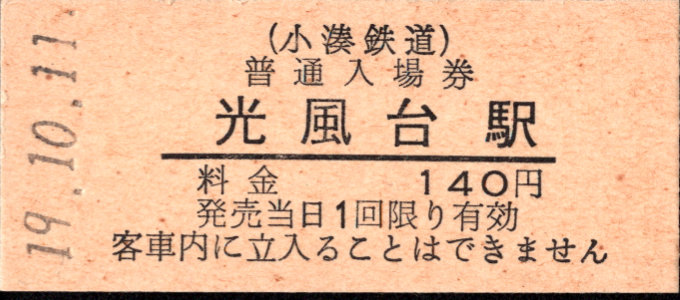 19.10.11.
(小湊鉄道)
普通入場券
光風台駅
料金 140円
発売当日1回限り有効
客車内に立入ることはできません